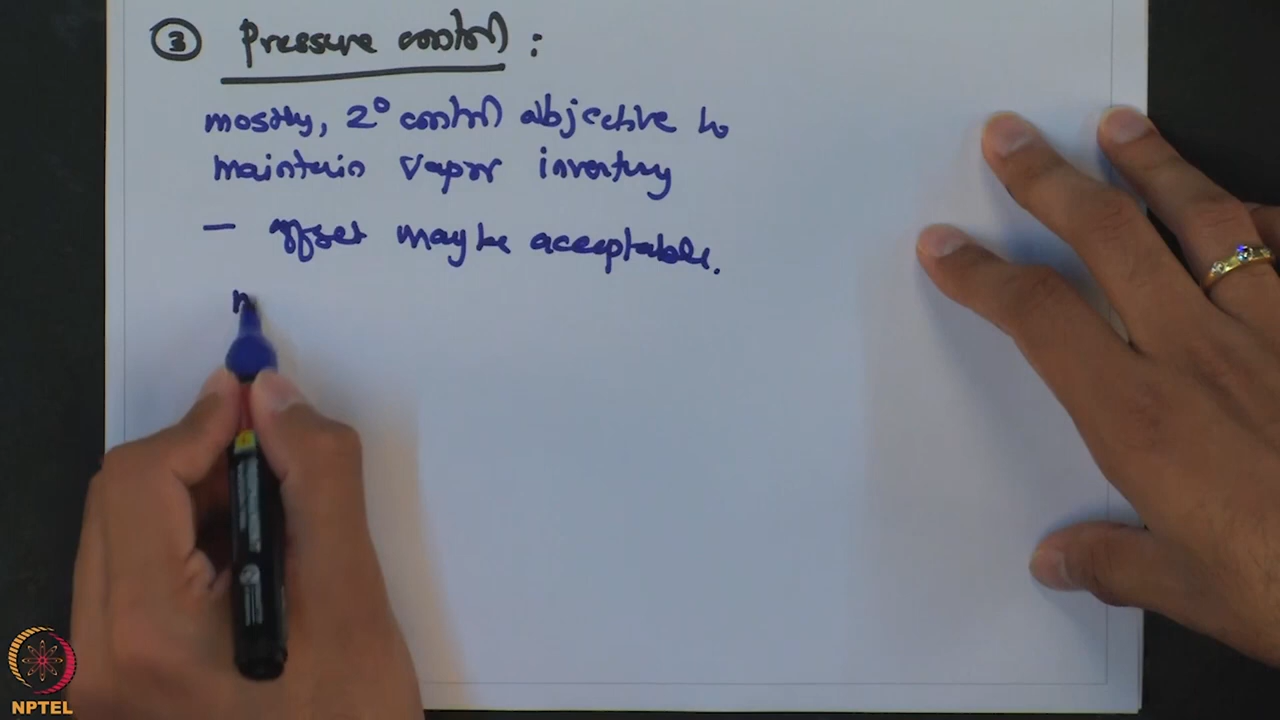 ③ Pressure control :
mostly, 2° control objective to
maintain vapor inventory
– offset may be acceptable.
n
NPTEL